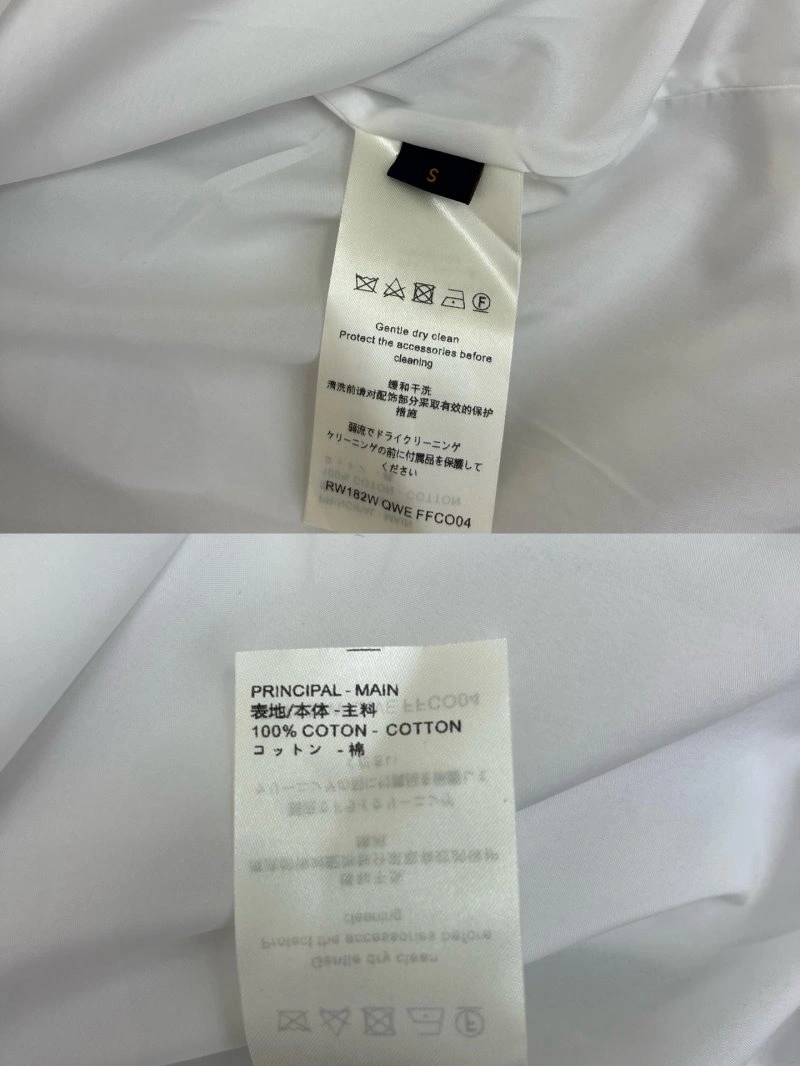 S
Gentle dry clean
Protect the accessories before
cleaning
缓和干洗
清洗前请对配饰部分采取有效的保护
措施
弱流でドライクリーニング
ケリーニングの前に付属品を保護して
ください
RW182W QWE FFCO04
PRINCIPAL - MAIN
表地/本体 -主料
100% COTON - COTTON
コットン - 棉